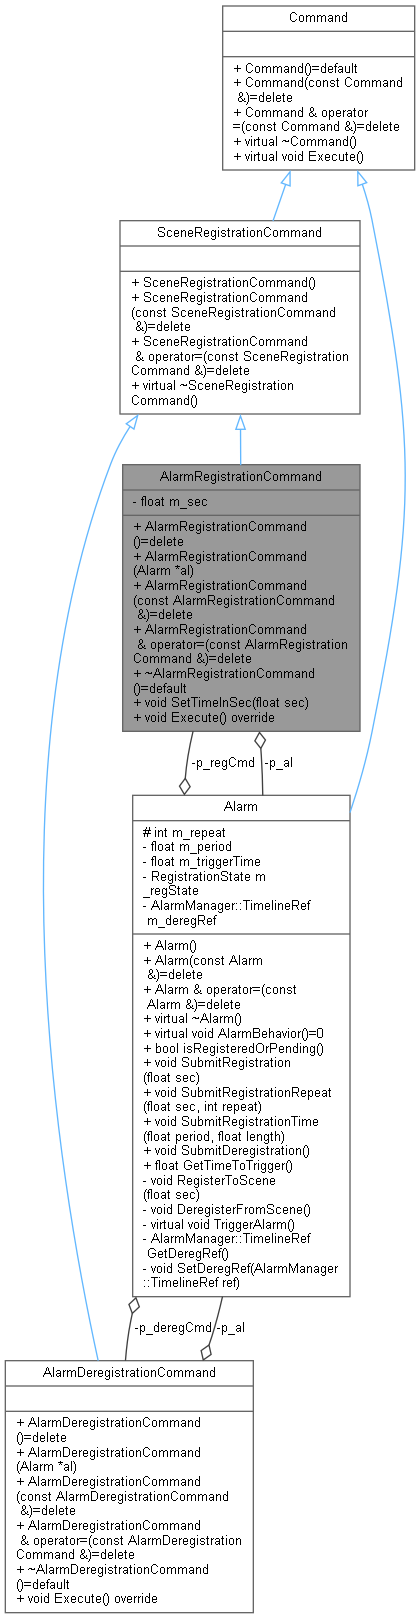 Command
+ Command()=default
+ Command(const Command
&)=delete
+ Command & operator
=(const Command &)=delete
+ virtual ~Command()
+ virtual void Execute()
SceneRegistrationCommand
+ SceneRegistrationCommand()
+ SceneRegistrationCommand
(const SceneRegistrationCommand
&)=delete
+ SceneRegistrationCommand
& operator=(const SceneRegistration
Command &)=delete
+ virtual ~SceneRegistration
Command()
AlarmRegistrationCommand
- float m_sec
+ AlarmRegistrationCommand
()=delete
+ AlarmRegistrationCommand
(Alarm *al)
+ AlarmRegistrationCommand
(const AlarmRegistrationCommand
&)=delete
+ AlarmRegistrationCommand
& operator=(const AlarmRegistration
Command &)=delete
+ ~AlarmRegistrationCommand
()=default
+ void SetTimeInSec(float sec)
+ void Execute() override
-p_regCmd
-p_al
Alarm
# int m_repeat
- float m_period
- float m_triggerTime
- RegistrationState m
_regState
- AlarmManager::TimelineRef
m_deregRef
+ Alarm()
+ Alarm(const Alarm
&)=delete
+ Alarm & operator=(const
Alarm &)=delete
+ virtual ~Alarm()
+ virtual void AlarmBehavior()=0
+ bool isRegisteredOrPending()
+ void SubmitRegistration
(float sec)
+ void SubmitRegistrationRepeat
(float sec, int repeat)
+ void SubmitRegistrationTime
(float period, float length)
+ void SubmitDeregistration()
+ float GetTimeToTrigger()
- void RegisterToScene
(float sec)
- void DeregisterFromScene()
- virtual void TriggerAlarm()
- AlarmManager::TimelineRef
GetDeregRef()
- void SetDeregRef(AlarmManager
::TimelineRef ref)
-p_deregCmd
-p_al
AlarmDeregistrationCommand
+ AlarmDeregistrationCommand
()=delete
+ AlarmDeregistrationCommand
(Alarm *al)
+ AlarmDeregistrationCommand
(const AlarmDeregistrationCommand
&)=delete
+ AlarmDeregistrationCommand
& operator=(const AlarmDeregistration
Command &)=delete
+ ~AlarmDeregistrationCommand
()=default
+ void Execute() override